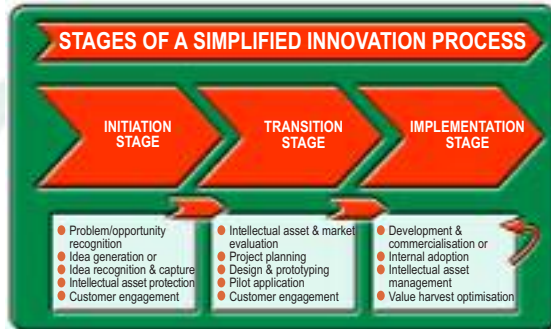 STAGES OF A SIMPLIFIED INNOVATION PROCESS
INITIATION
STAGE
TRANSITION
STAGE
IMPLEMENTATION
STAGE
Problem/opportunity
recognition
Idea generation or
Idea recognition & capture
Intellectual asset protection
Customer engagement
Intellectual asset & market
evaluation
Project planning
Design & prototyping
Pilot application
Customer engagement
Development &
commercialisation or
Internal adoption
Intellectual asset
management
Value harvest optimisation